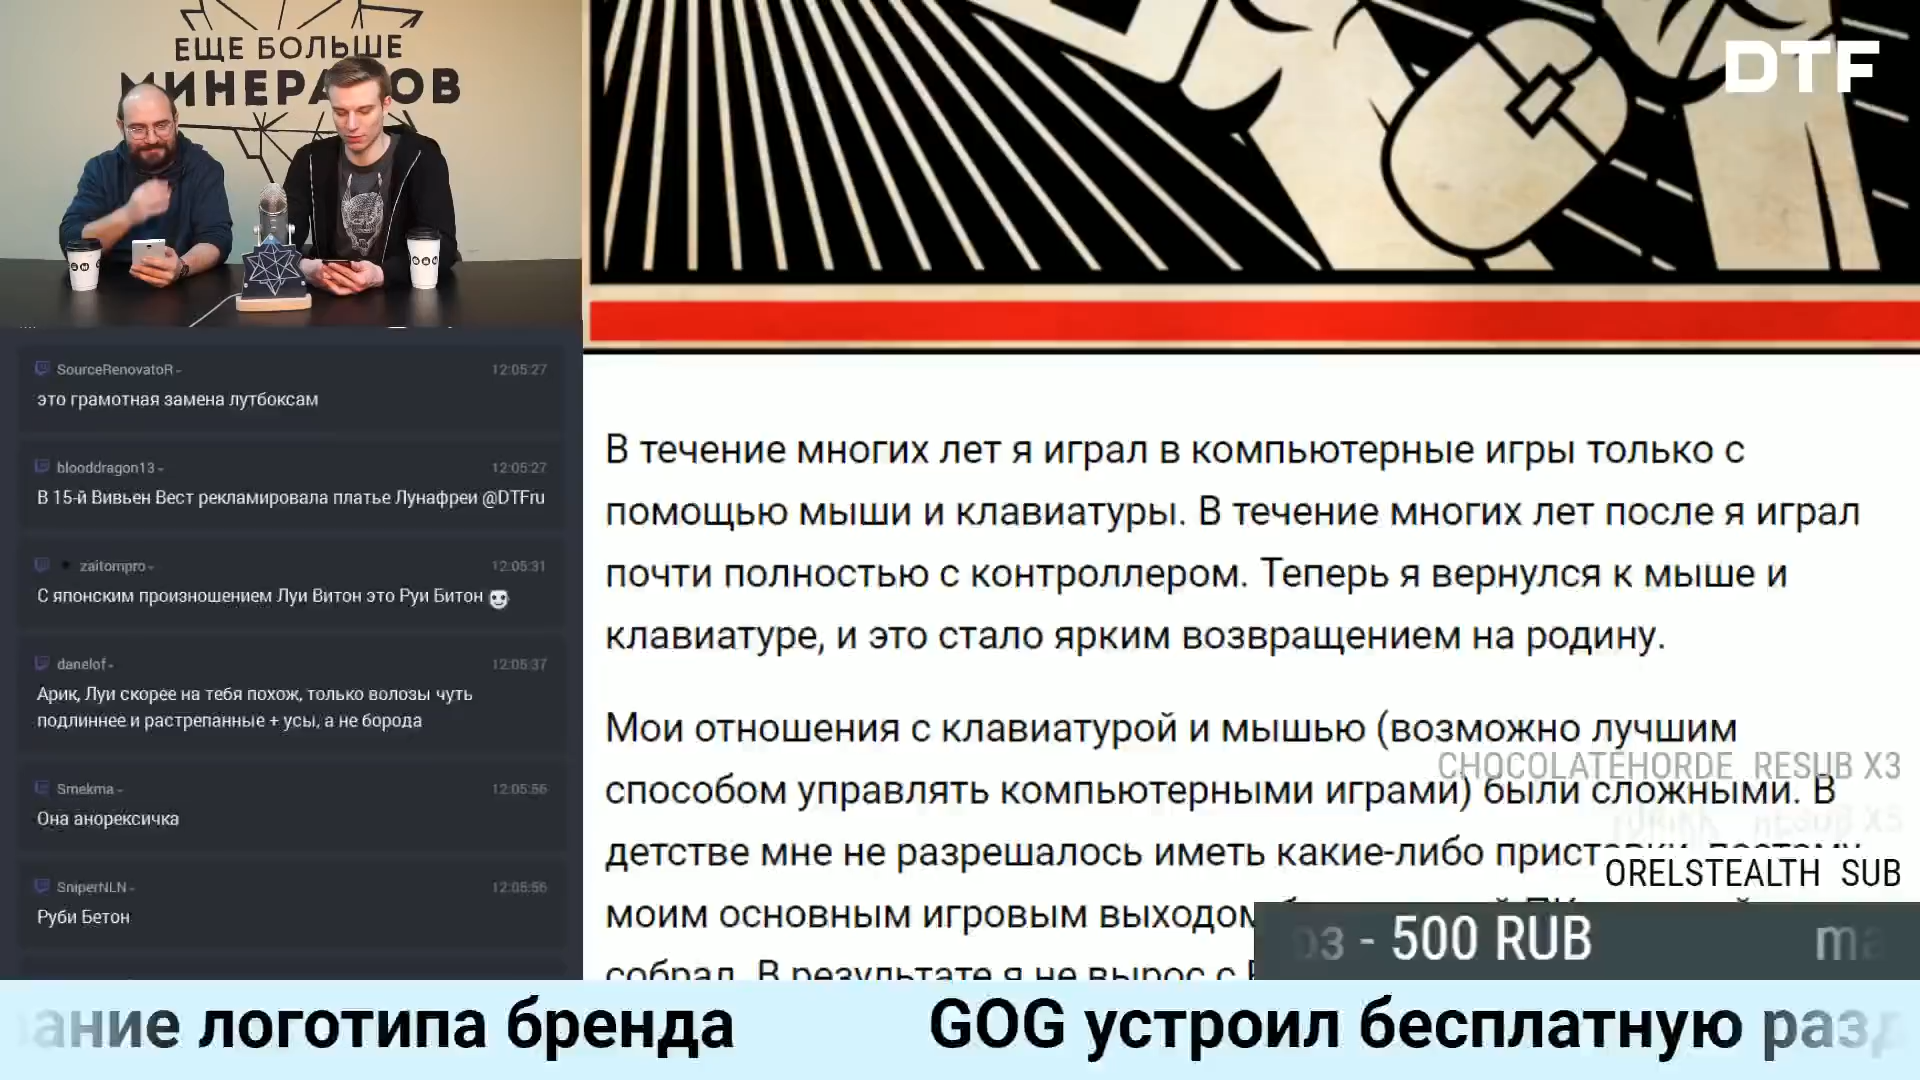 ЕЩЕ БОЛЬШЕ
DTF
SourceRenovatoR
12:05:27
это грамотная замена лутбоксам
blooddragon13
12:05:27
В 15-й Вивьен Вест рекламировала платье Лунафреи @DTFru
zaitompro
12:05:31
С японским произношением Луи Витон это Руи Битон
danelof
12:05:37
Арик, Луи скорее на тебя похож, только волозы чуть
подлиннее и растрепанные + усы, а не борода
Smekma
12:05:56
Она анорексичка
SniperNLN
12:05:56
Руби Бетон
В течение многих лет я играл в компьютерные игры только с
помощью мыши и клавиатуры. В течение многих лет после я играл
почти полностью с контроллером. Теперь я вернулся к мыше и
клавиатуре, и это стало ярким возвращением на родину.
Мои отношения с клавиатурой и мышью (возможно лучшим
способом управлять компьютерными играми) были сложными. В
детстве мне не разрешалось иметь какие-либо
моим основным игровым выходом
собрал. В результате я не вырос с
CHOCOLATEHORDE RESUB X3
ORELSTEALTH SUB
- 500 RUB
логотипа бренда
GOG устроил бесплатную